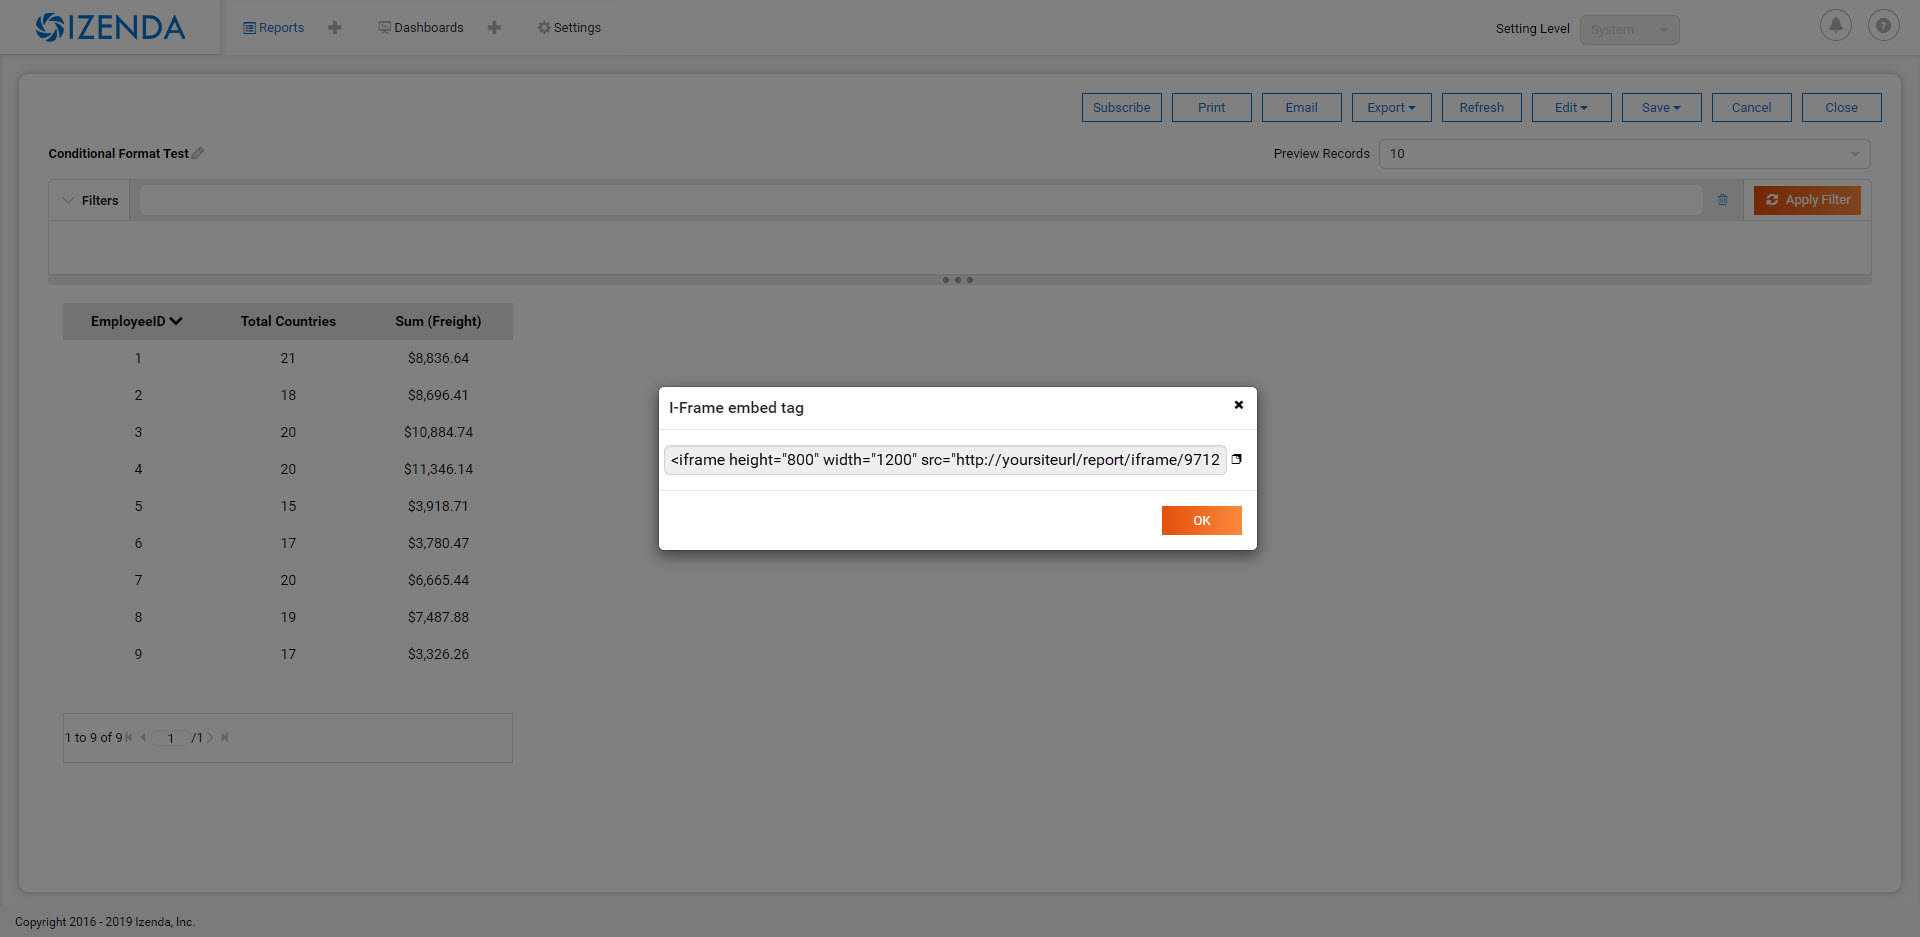 IZENDA
Reports
Dashboards
Settings
Setting Level
System
Subscribe
Print
Email
Export
Refresh
Edit
Save
Cancel
Close
Conditional Format Test
Preview Records
10
Filters
Apply Filter
EmployeeID Total Countries Sum (Freight)
1 21 $8,836.64
2 18 $8,696.41
3 20 $10,884.74
4 20 $11,346.14
5 15 $3,918.71
6 17 $3,780.47
7 20 $6,665.44
8 19 $7,487.88
9 17 $3,326.26
1 to 9 of 9 1 /1
I-Frame embed tag
<iframe height="800" width="1200" src="http://yoursiteurl/report/iframe/9712
OK
Copyright 2016 - 2019 Izenda, Inc.